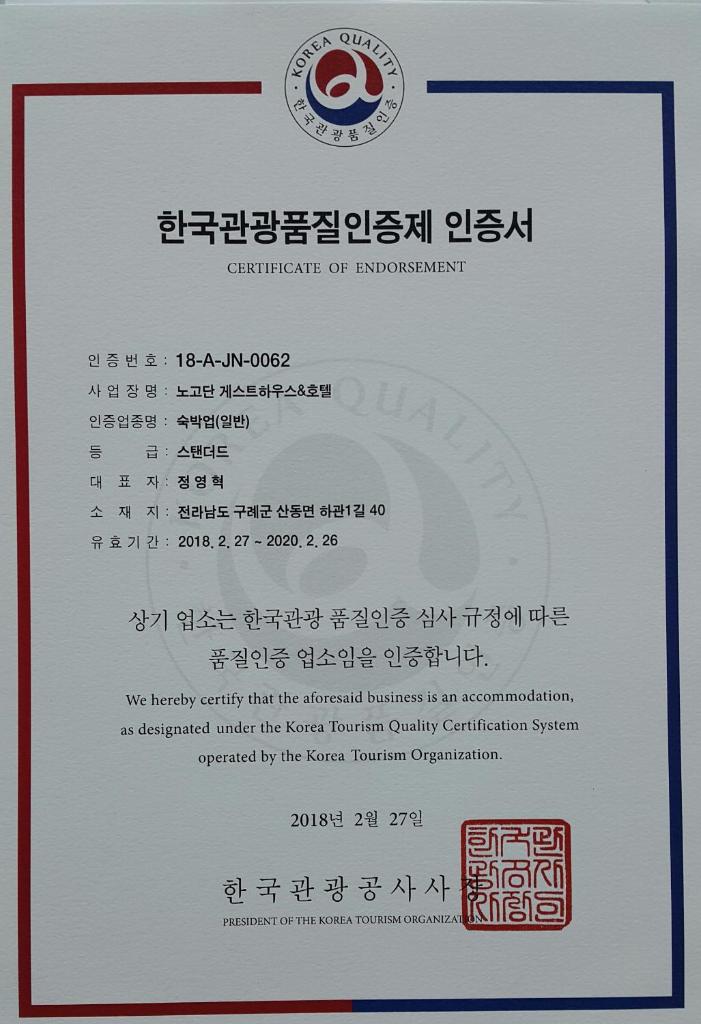 KOREA QUALITY
한국관광품질인증
한국관광품질인증제 인증서
CERTIFICATE OF ENDORSEMENT
인증번호 : 18-A-JN-0062
사업장명 : 노고단 게스트하우스&호텔
인증업종명 : 숙박업(일반)
등 급 : 스탠더드
대 표 자 : 정영혁
소 재 지 : 전라남도 구례군 산동면 하관1길 40
유효기간 : 2018. 2. 27 ~ 2020. 2. 26
상기 업소는 한국관광 품질인증 심사 규정에 따른
품질인증 업소임을 인증합니다.
We hereby certify that the aforesaid business is an accommodation,
as designated under the Korea Tourism Quality Certification System
operated by the Korea Tourism Organization.
2018년 2월 27일
한국관광공사사장
PRESIDENT OF THE KOREA TOURISM ORGANIZATION
한국관
광공사
사장인